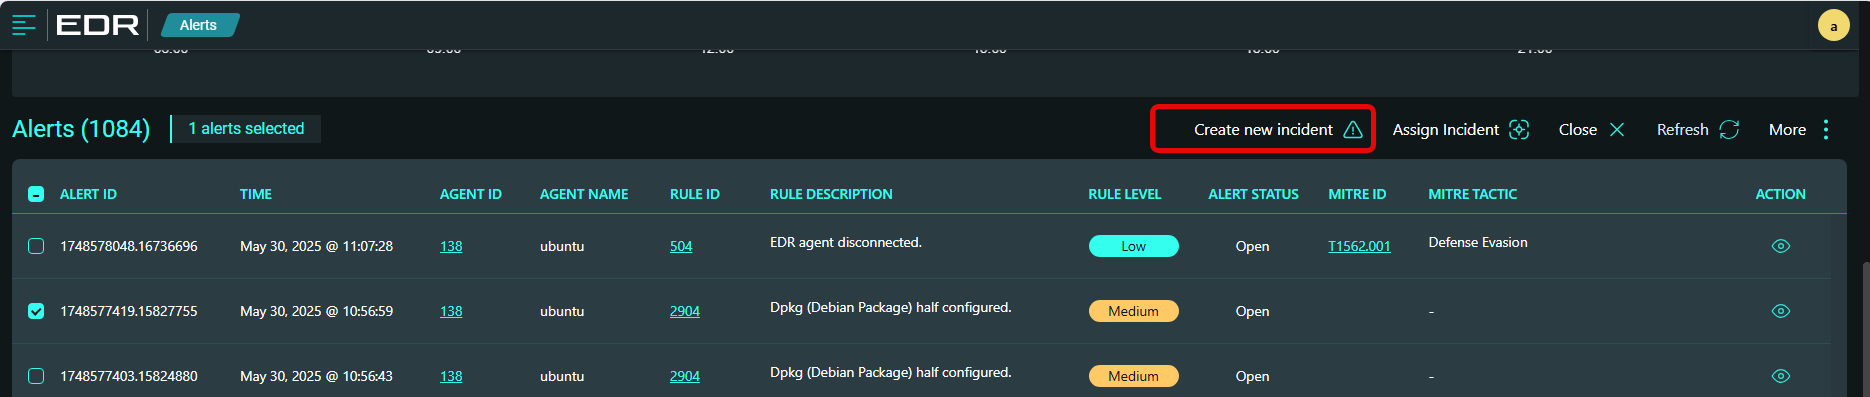 EDR Alerts a
Alerts (1084) 1 alerts selected Create new incident Assign Incident Close Refresh More
ALERT ID TIME AGENT ID AGENT NAME RULE ID RULE DESCRIPTION RULE LEVEL ALERT STATUS MITRE ID MITRE TACTIC ACTION
1748578048.16736696 May 30, 2025 @ 11:07:28 138 ubuntu 504 EDR agent disconnected. Low Open T1562.001 Defense Evasion
1748577419.15827755 May 30, 2025 @ 10:56:59 138 ubuntu 2904 Dpkg (Debian Package) half configured. Medium Open -
1748577403.15824880 May 30, 2025 @ 10:56:43 138 ubuntu 2904 Dpkg (Debian Package) half configured. Medium Open -